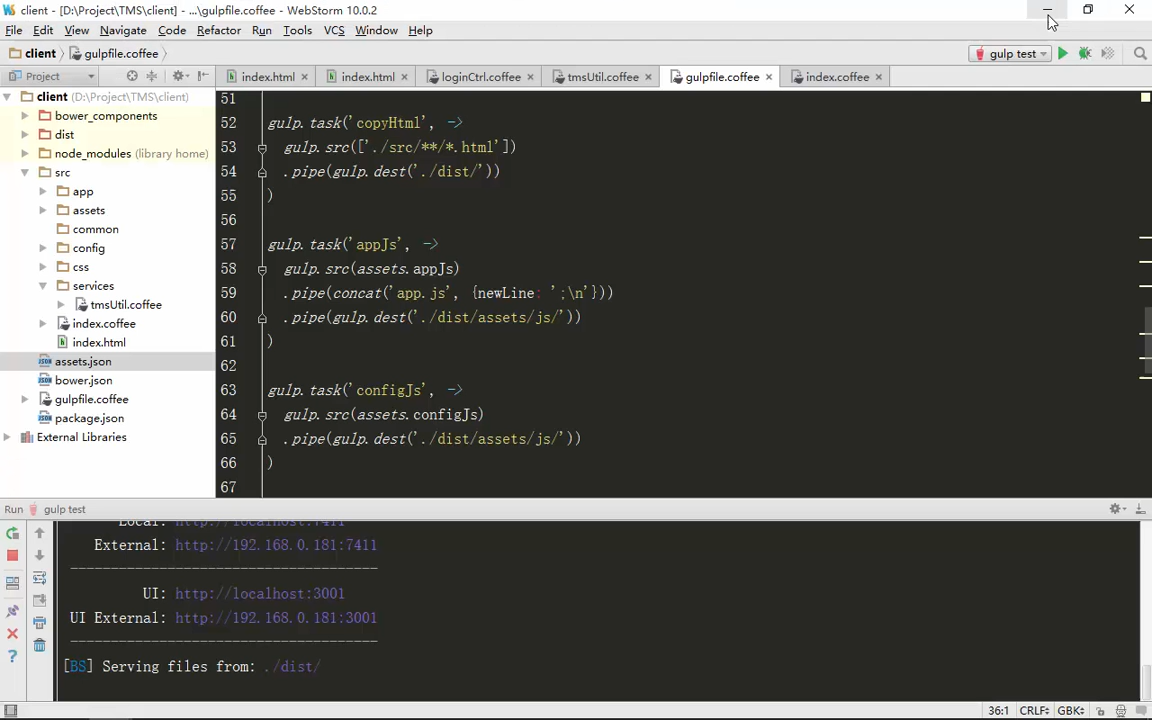 client - [D:\Project\TMS\client] - ...\gulpfile.coffee - WebStorm 10.0.2
File Edit View Navigate Code Refactor Run Tools VCS Window Help
client gulpfile.coffee gulp test
Project index.html index.html loginCtrl.coffee tmsUtil.coffee gulpfile.coffee index.coffee
client (D:\Project\TMS\client)
bower_components
dist
node_modules (library home)
src
app
assets
common
config
css
services
tmsUtil.coffee
index.coffee
index.html
assets.json
bower.json
gulpfile.coffee
package.json
External Libraries
51
52 gulp.task('copyHtml', ->
53 gulp.src(['./src/**/*.html'])
54 .pipe(gulp.dest('./dist/'))
55 )
56
57 gulp.task('appJs', ->
58 gulp.src(assets.appJs)
59 .pipe(concat('app.js', {newLine: ';\n'}))
60 .pipe(gulp.dest('./dist/assets/js/'))
61 )
62
63 gulp.task('configJs', ->
64 gulp.src(assets.configJs)
65 .pipe(gulp.dest('./dist/assets/js/'))
66 )
67
Run gulp test
Local: http://localhost:7411
External: http://192.168.0.181:7411
--------------------------------------
UI: http://localhost:3001
UI External: http://192.168.0.181:3001
--------------------------------------
[BS] Serving files from: ./dist/
36:1 CRLF GBK